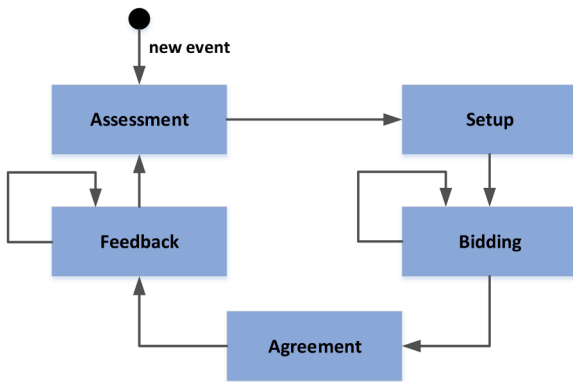 new event
Assessment
Setup
Feedback
Bidding
Agreement